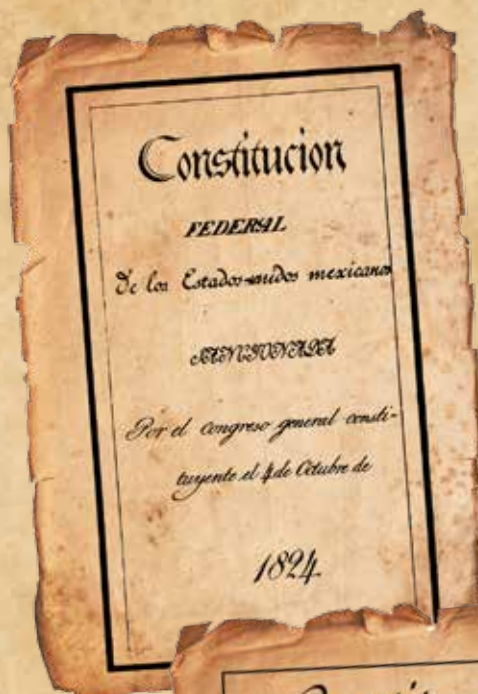 Constitucion
FEDERAL
De los Estados-unidos mexicanos
SANCIONADA
Por el congreso general consti-
tuyente el 4 de Octubre de
1824.